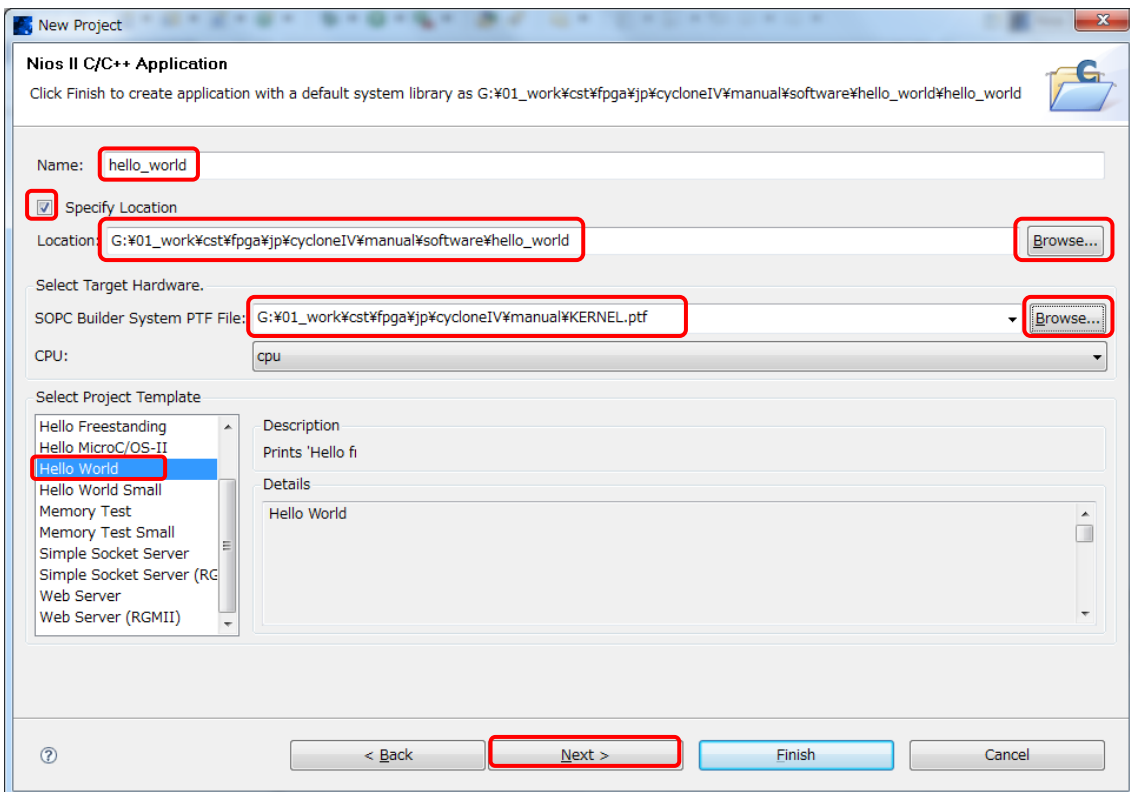 New Project
Nios II C/C++ Application
Click Finish to create application with a default system library as G:¥01_work¥cst¥fpga¥jp¥cycloneIV¥manual¥software¥hello_world¥hello_world
Name: hello_world
Specify Location
Location: G:¥01_work¥cst¥fpga¥jp¥cycloneIV¥manual¥software¥hello_world Browse...
Select Target Hardware.
SOPC Builder System PTF File: G:¥01_work¥cst¥fpga¥jp¥cycloneIV¥manual¥KERNEL.ptf Browse...
CPU: cpu
Select Project Template
Hello Freestanding
Hello MicroC/OS-II
Hello World
Hello World Small
Memory Test
Memory Test Small
Simple Socket Server
Simple Socket Server (RG
Web Server
Web Server (RGMII)
Description
Prints 'Hello fi
Details
Hello World
< Back Next > Finish Cancel